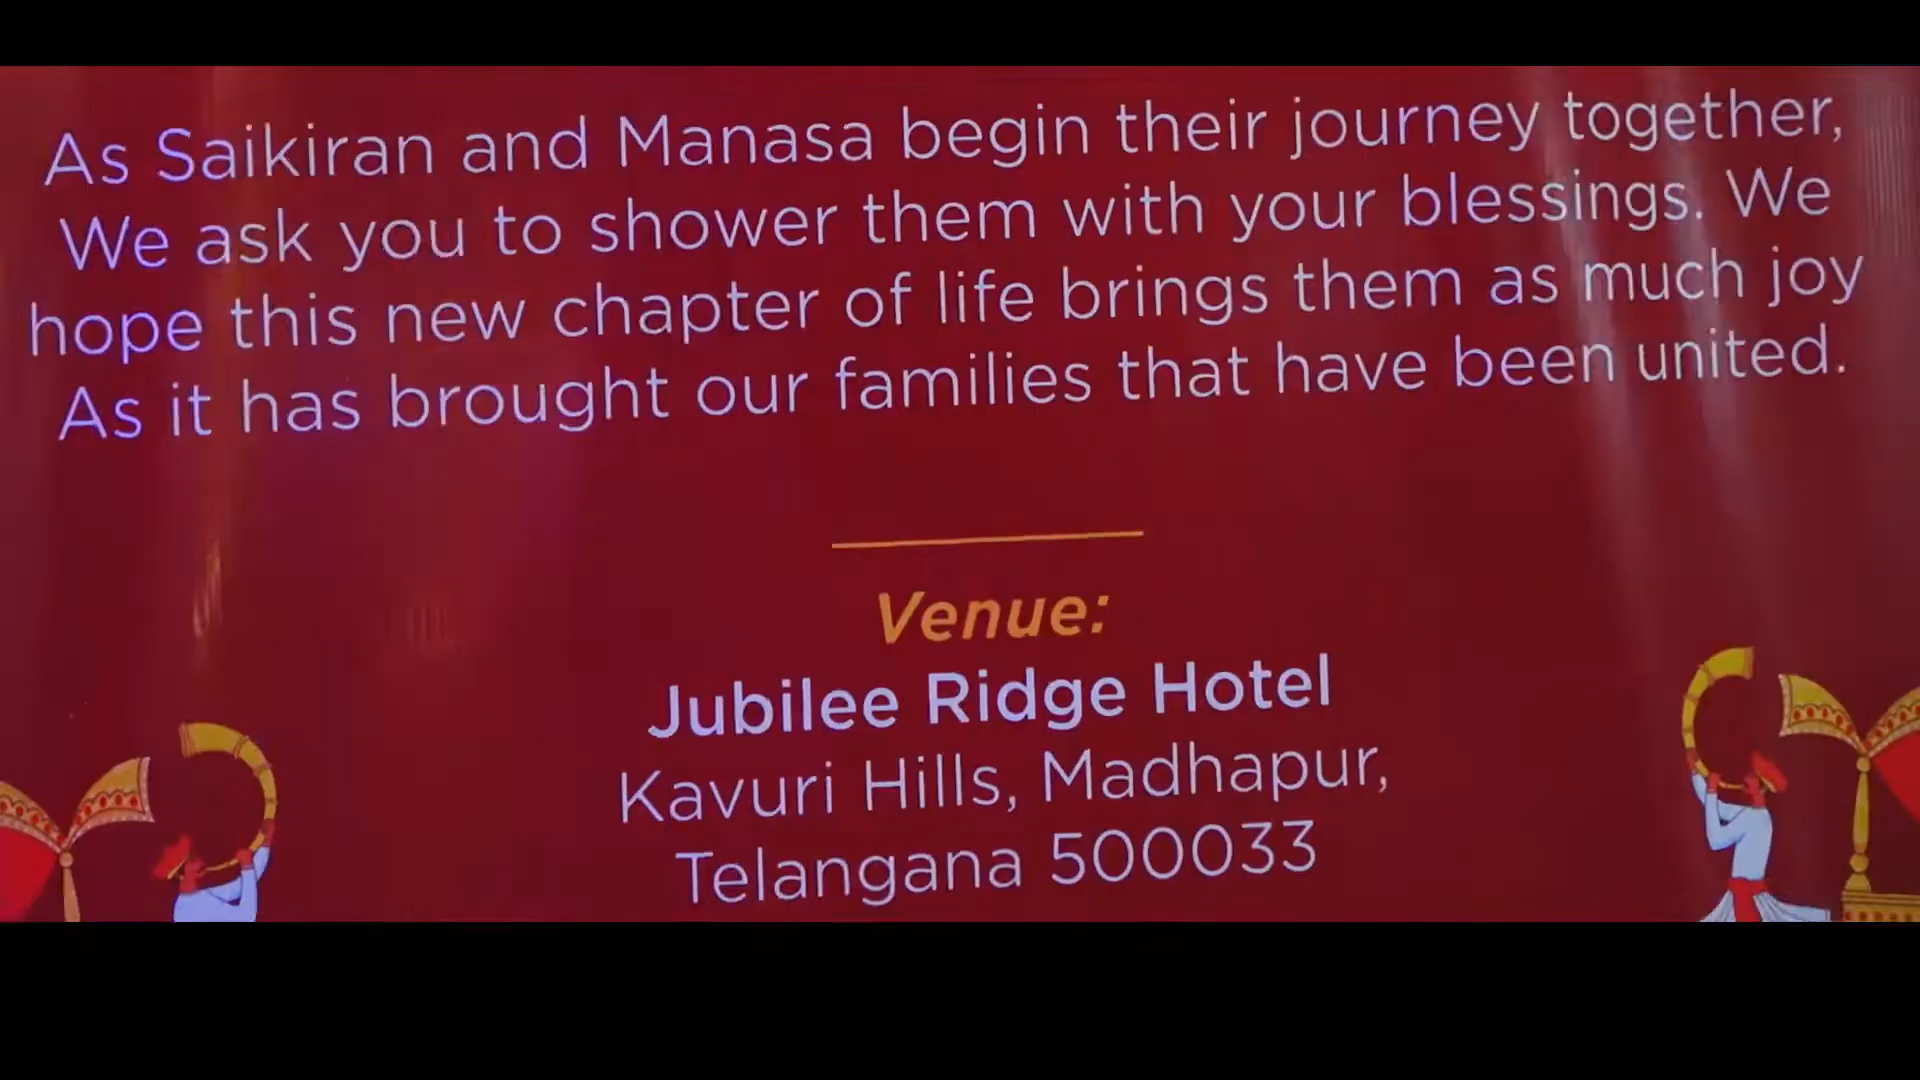 As Saikiran and Manasa begin their journey together,
We ask you to shower them with your blessings. We
hope this new chapter of life brings them as much joy
As it has brought our families that have been united.
Venue:
Jubilee Ridge Hotel
Kavuri Hills, Madhapur,
Telangana 500033